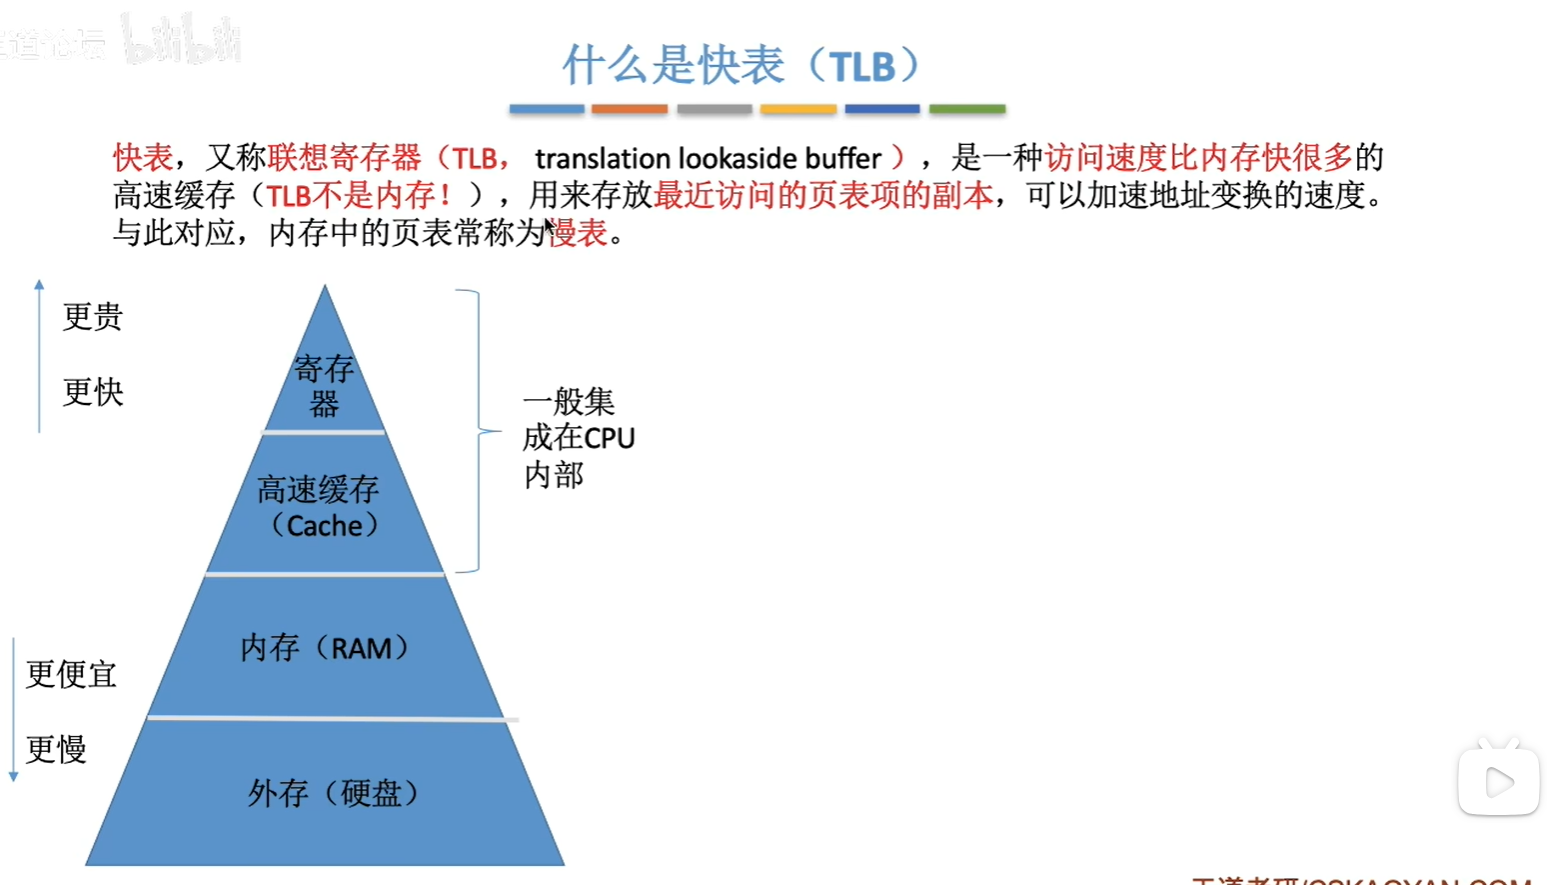 道论坛 bilibili
什么是快表（TLB）
快表，又称联想寄存器（TLB， translation lookaside buffer ），是一种访问速度比内存快很多的
高速缓存（TLB不是内存！），用来存放最近访问的页表项的副本，可以加速地址变换的速度。
与此对应，内存中的页表常称为慢表。
更贵
更快
寄存
器
高速缓存
（Cache）
一般集
成在CPU
内部
内存（RAM）
更便宜
更慢
外存（硬盘）
王道考研/CSKAOYAN.COM